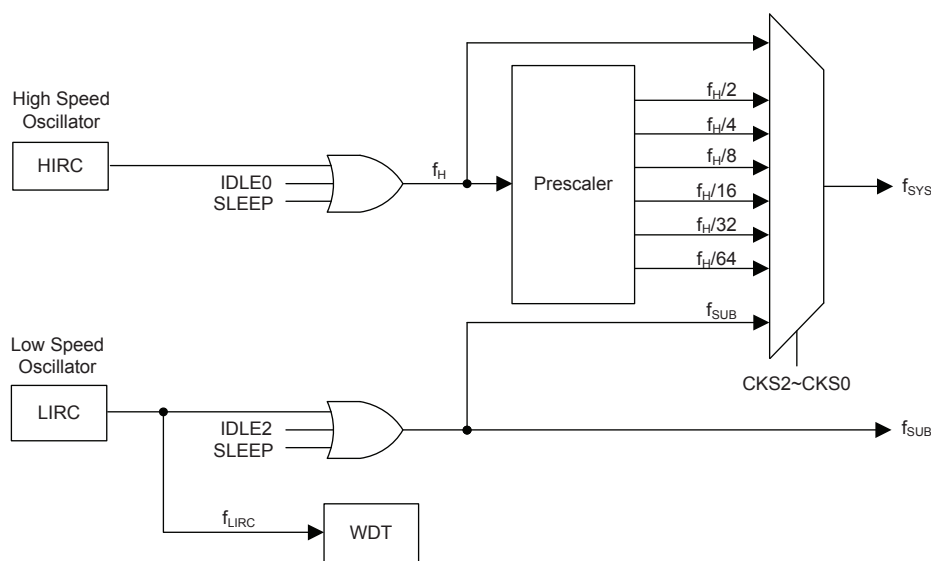 High Speed
Oscillator
HIRC
IDLE0
SLEEP
fH
Prescaler
fH/2
fH/4
fH/8
fH/16
fH/32
fH/64
fSUB
fSYS
CKS2~CKS0
Low Speed
Oscillator
LIRC
IDLE2
SLEEP
fSUB
fLIRC
WDT